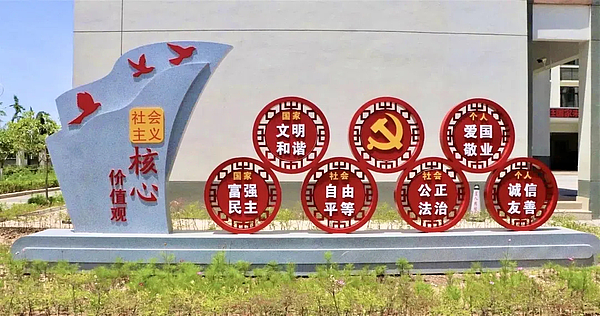 社会
主义
核心
价值观
国家
文明
和谐
个人
爱国
敬业
国家
富强
民主
社会
自由
平等
社会
公正
法治
个人
诚信
友善